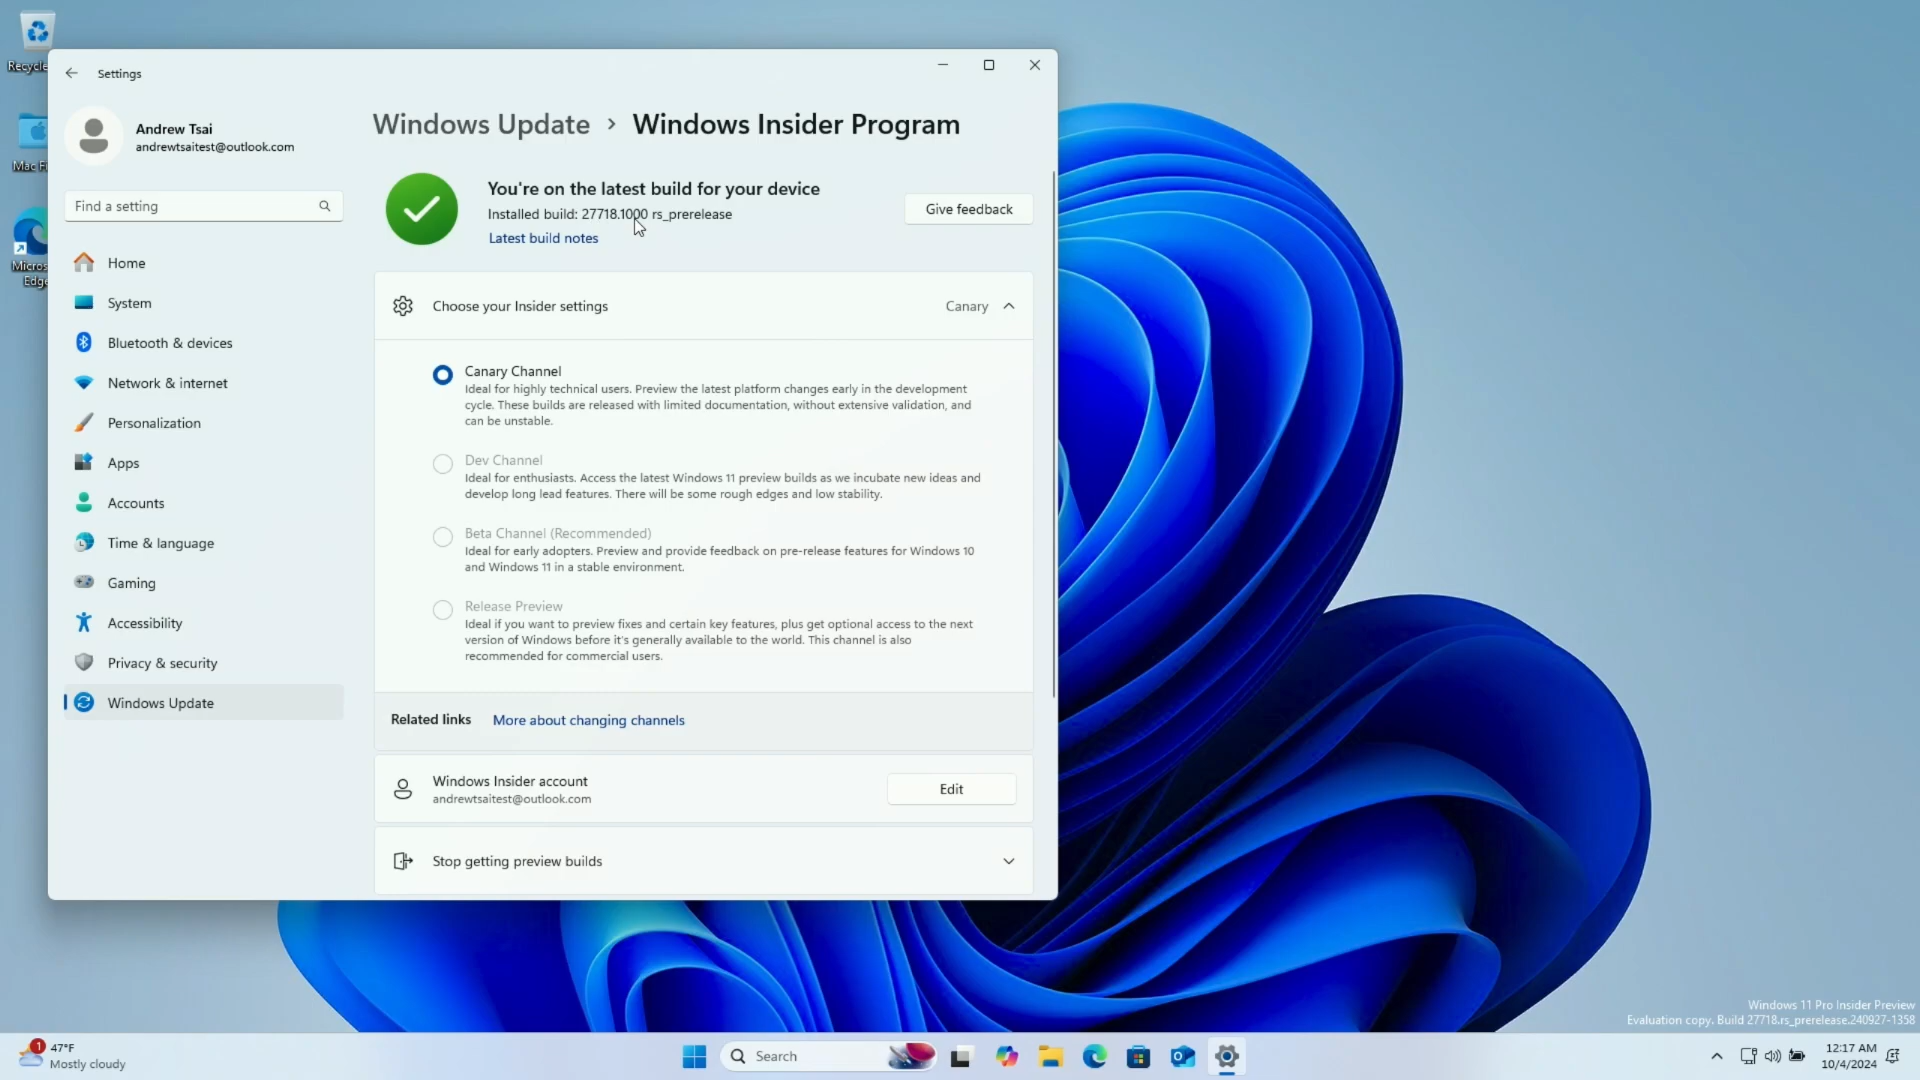 Recycle
Mac Fi
Micros
Edge
Settings
Andrew Tsai
andrewtsaitest@outlook.com
Find a setting
Home
System
Bluetooth & devices
Network & internet
Personalization
Apps
Accounts
Time & language
Gaming
Accessibility
Privacy & security
Windows Update
Windows Update > Windows Insider Program
You're on the latest build for your device
Installed build: 27718.1000 rs_prerelease
Latest build notes
Give feedback
Choose your Insider settings
Canary
Canary Channel
Ideal for highly technical users. Preview the latest platform changes early in the development
cycle. These builds are released with limited documentation, without extensive validation, and
can be unstable.
Dev Channel
Ideal for enthusiasts. Access the latest Windows 11 preview builds as we incubate new ideas and
develop long lead features. There will be some rough edges and low stability.
Beta Channel (Recommended)
Ideal for early adopters. Preview and provide feedback on pre-release features for Windows 10
and Windows 11 in a stable environment.
Release Preview
Ideal if you want to preview fixes and certain key features, plus get optional access to the next
version of Windows before it's generally available to the world. This channel is also
recommended for commercial users.
Related links
More about changing channels
Windows Insider account
andrewtsaitest@outlook.com
Edit
Stop getting preview builds
Windows 11 Pro Insider Preview
Evaluation copy. Build 27718.rs_prerelease.240927-1358
1
47°F
Mostly cloudy
Search
12:17 AM
10/4/2024